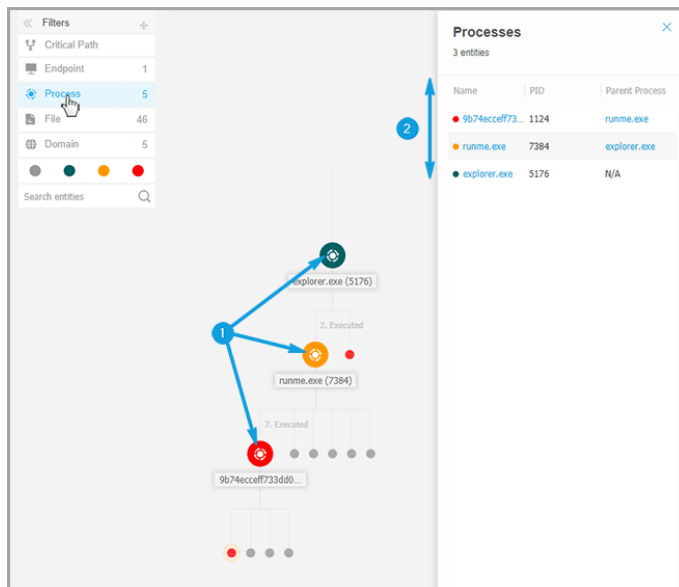 Filters
Critical Path
Endpoint 1
Process 5
File 46
Domain 5
Search entities
Processes
3 entities
Name PID Parent Process
9b74ecceff73... 1124 runme.exe
runme.exe 7384 explorer.exe
explorer.exe 5176 N/A
2
explorer.exe (5176)
2. Executed
1
runme.exe (7384)
7. Executed
9b74ecceff733dd0...